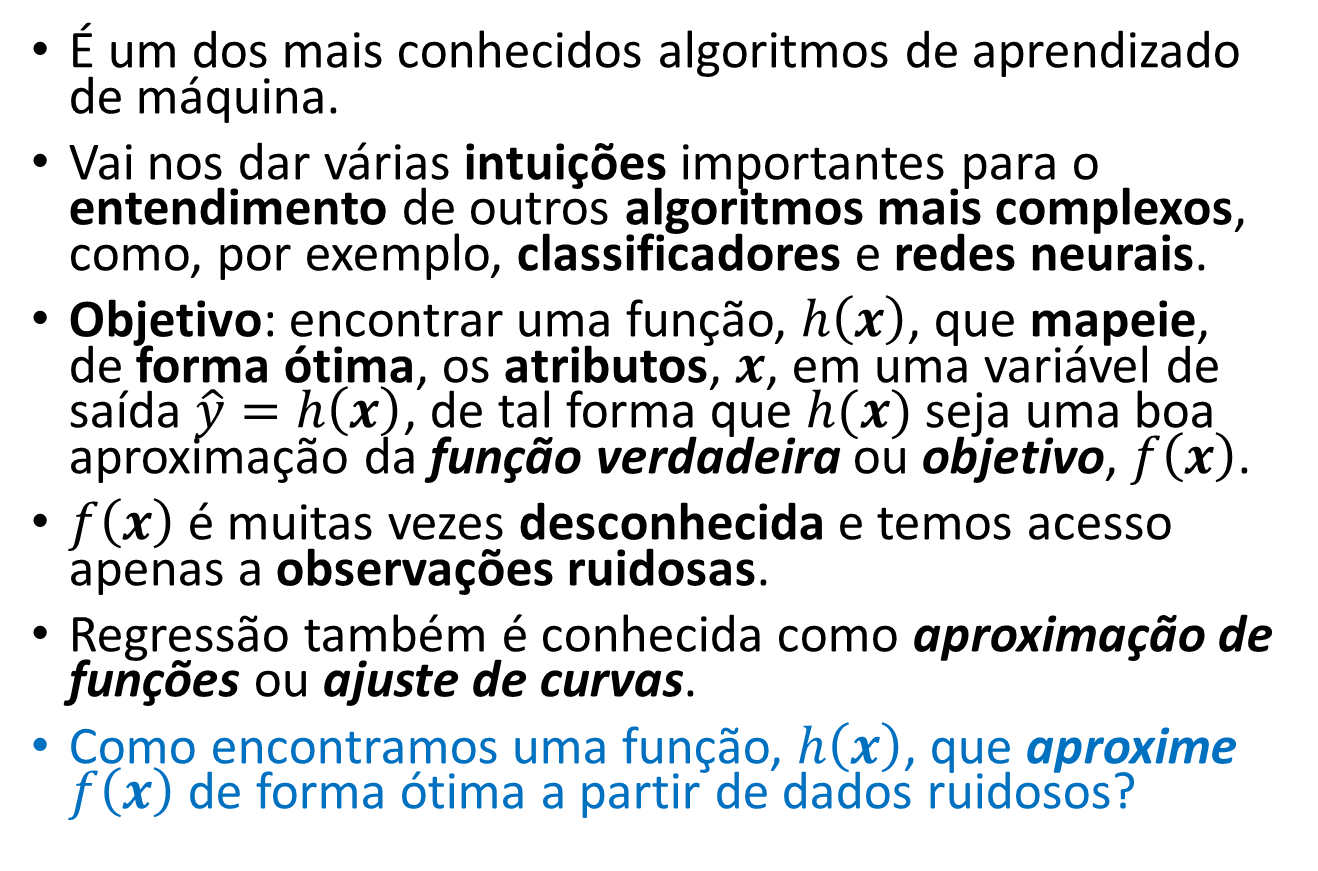 • É um dos mais conhecidos algoritmos de aprendizado
de máquina.
• Vai nos dar várias intuições importantes para o
entendimento de outros algoritmos mais complexos,
como, por exemplo, classificadores e redes neurais.
• Objetivo: encontrar uma função, h(x), que mapeie,
de forma ótima, os atributos, x, em uma variável de
saída ŷ = h(x), de tal forma que h(x) seja uma boa
aproximação da função verdadeira ou objetivo, f(x).
• f(x) é muitas vezes desconhecida e temos acesso
apenas a observações ruidosas.
• Regressão também é conhecida como aproximação de
funções ou ajuste de curvas.
• Como encontramos uma função, h(x), que aproxime
f(x) de forma ótima a partir de dados ruidosos?